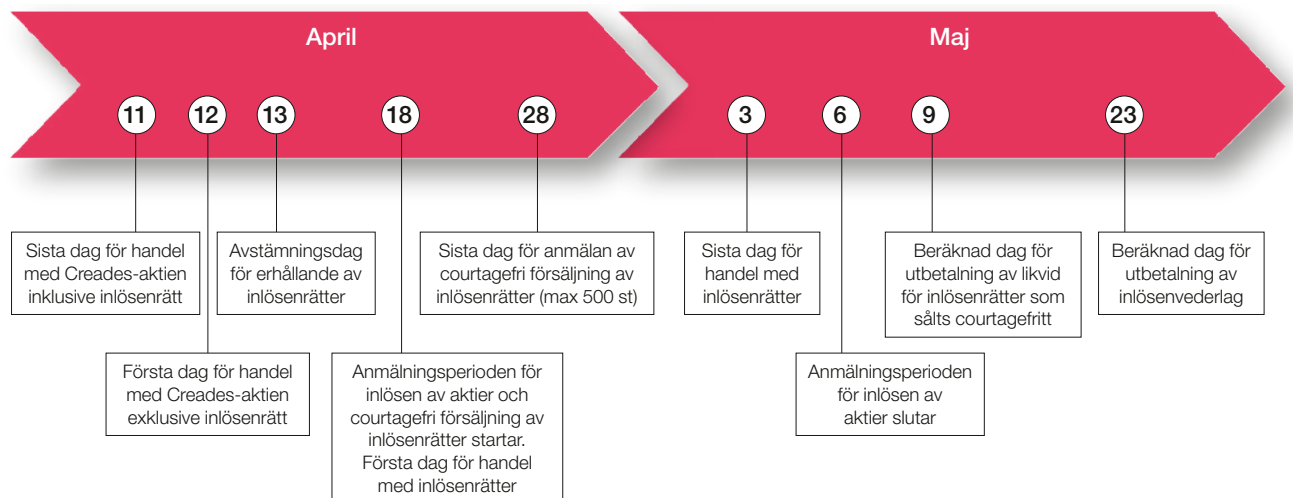 April
Maj
11
12
13
18
28
3
6
9
23
Sista dag för handel
med Creades-aktien
inklusive inlösenrätt
Avstämningsdag
för erhållande av
inlösenrätter
Sista dag för anmälan av
courtagefri försäljning av
inlösenrätter (max 500 st)
Sista dag för
handel med
inlösenrätter
Beräknad dag för
utbetalning av likvid
för inlösenrätter som
sålts courtagefritt
Beräknad dag för
utbetalning av
inlösenvederlag
Första dag för handel
med Creades-aktien
exklusive inlösenrätt
Anmälningsperioden för
inlösen av aktier och
courtagefri försäljning av
inlösenrätter startar.
Första dag för handel
med inlösenrätter
Anmälningsperioden
för inlösen av
aktier slutar